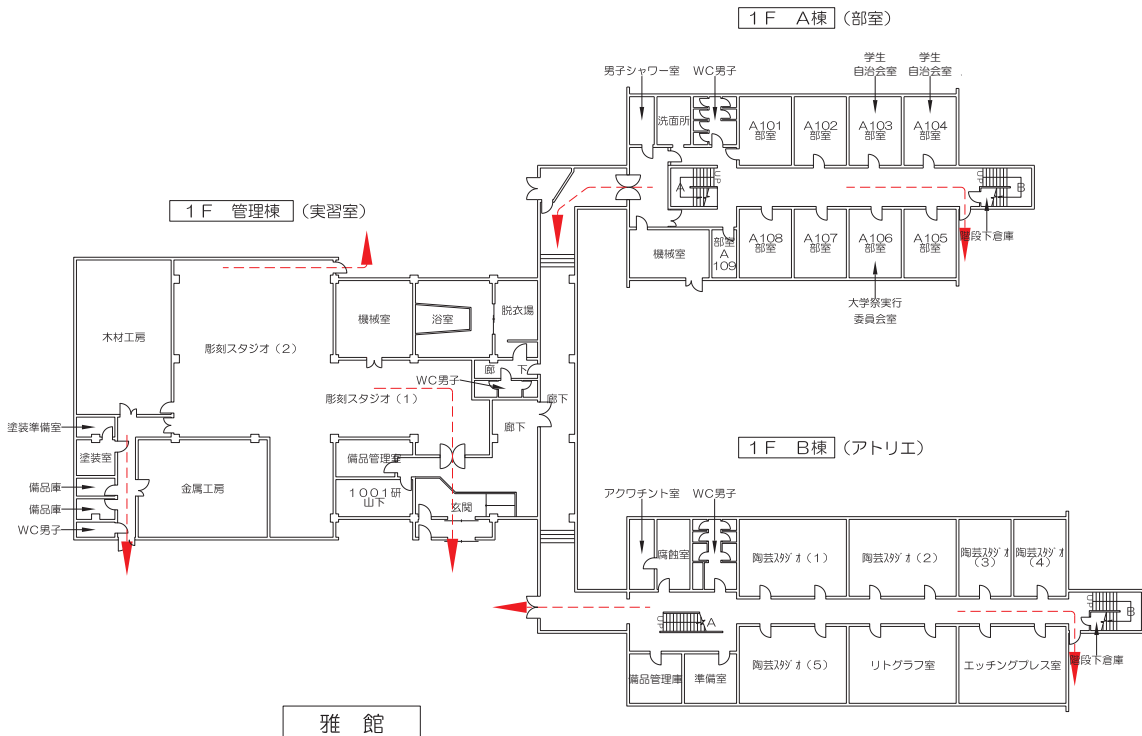 1F A棟 (部室)
男子シャワー室
WC男子
学生
自治会室
学生
自治会室
洗面所
A101
部室
A102
部室
A103
部室
A104
部室
A
UP
UP
B
階段下倉庫
機械室
部室
A
109
A108
部室
A107
部室
A106
部室
A105
部室
大学祭実行
委員会室
1F 管理棟 (実習室)
木材工房
彫刻スタジオ(2)
機械室
浴室
脱衣場
廊 下
WC男子
彫刻スタジオ(1)
廊下
廊下
塗装準備室
塗装室
備品庫
備品庫
WC男子
金属工房
備品管理室
1001研
山下
玄関
1F B棟 (アトリエ)
アクワチント室
WC男子
腐蝕室
陶芸スタジオ(1)
陶芸スタジオ(2)
陶芸スタジオ
(3)
陶芸スタジオ
(4)
UP
A
UP
B
階段下倉庫
備品管理庫
準備室
陶芸スタジオ(5)
リトグラフ室
エッチングプレス室
雅 館